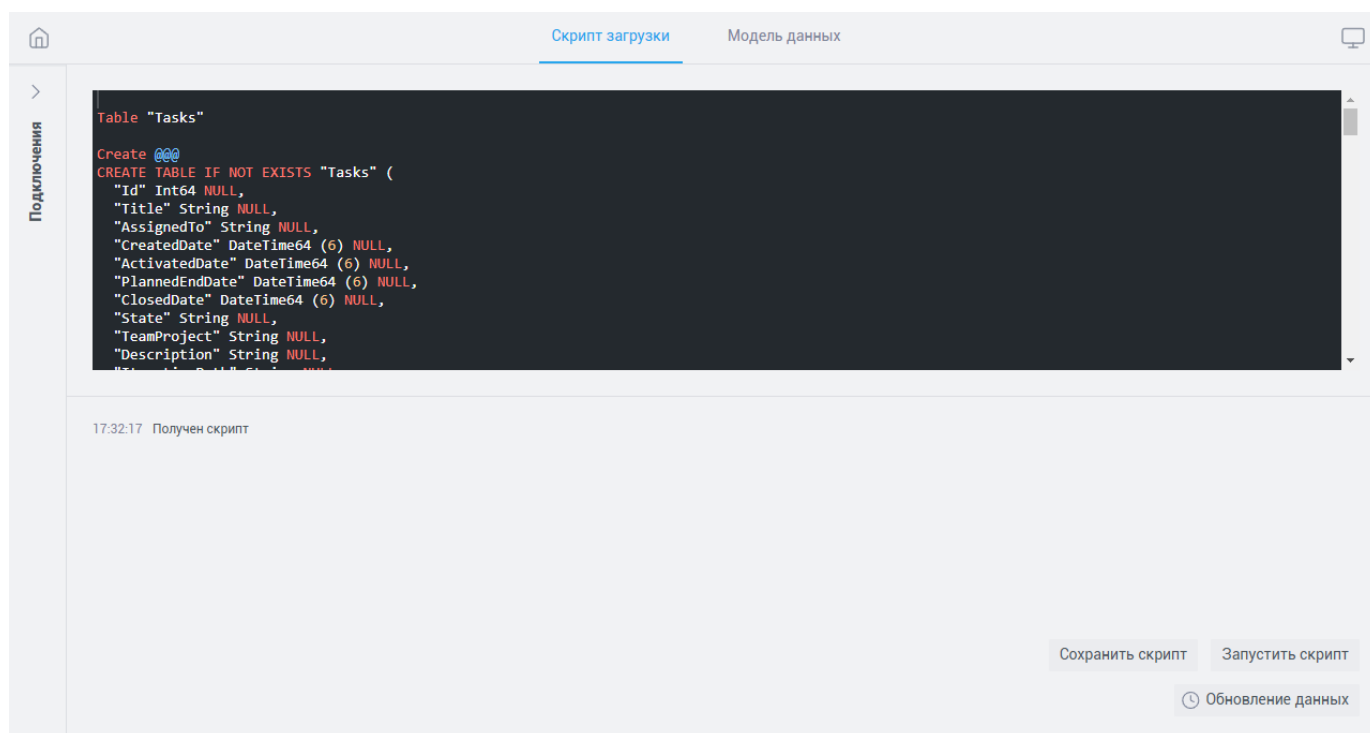 Скрипт загрузки
Модель данных
Подключения
Table "Tasks"
Create @@@
CREATE TABLE IF NOT EXISTS "Tasks" (
"Id" Int64 NULL,
"Title" String NULL,
"AssignedTo" String NULL,
"CreatedDate" DateTime64 (6) NULL,
"ActivatedDate" DateTime64 (6) NULL,
"PlannedEndDate" DateTime64 (6) NULL,
"ClosedDate" DateTime64 (6) NULL,
"State" String NULL,
"TeamProject" String NULL,
"Description" String NULL,
17:32:17 Получен скрипт
Сохранить скрипт
Запустить скрипт
Обновление данных